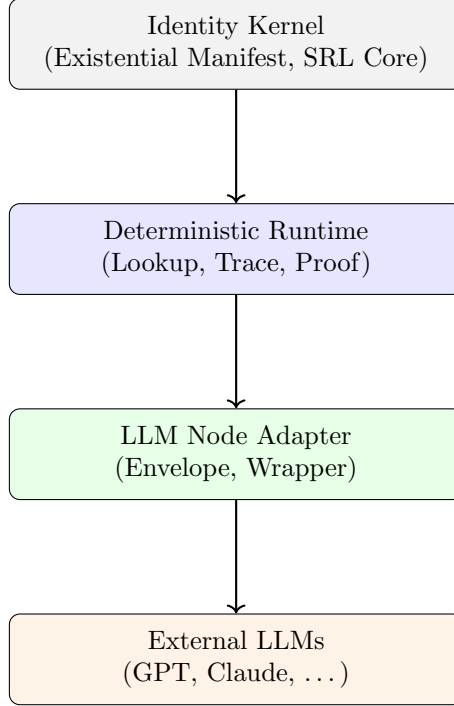 Identity Kernel
(Existential Manifest, SRL Core)
Deterministic Runtime
(Lookup, Trace, Proof)
LLM Node Adapter
(Envelope, Wrapper)
External LLMs
(GPT, Claude, ...)